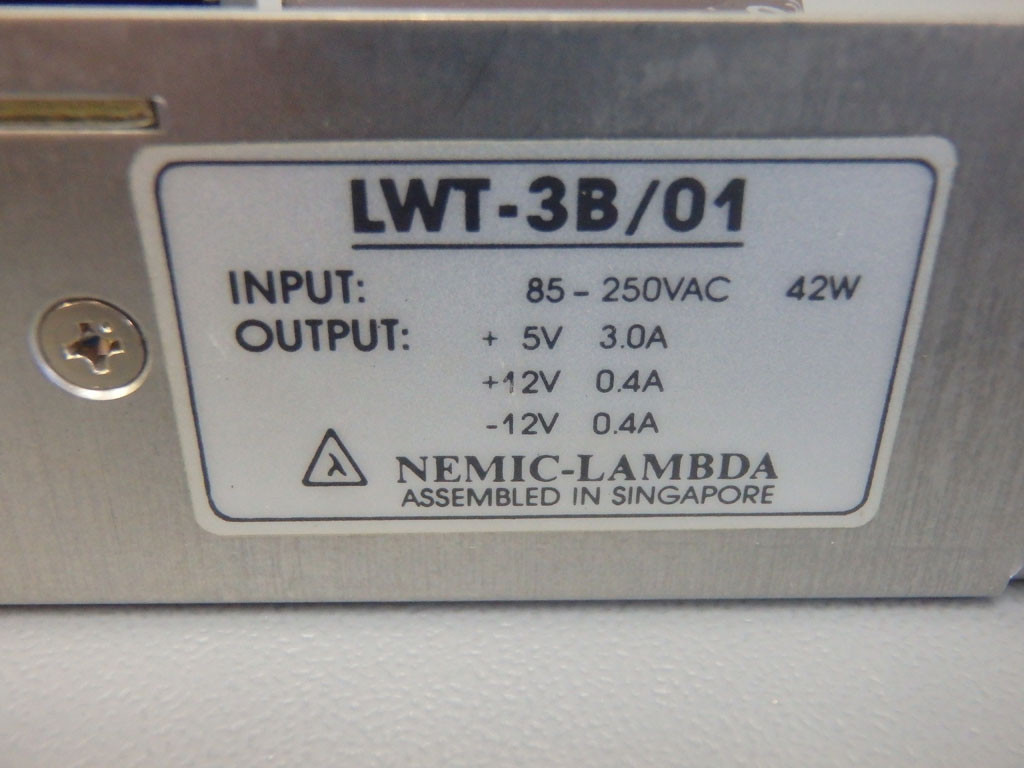 LWT-3B/01
INPUT: 85 - 250VAC 42W
OUTPUT: + 5V 3.0A
+12V 0.4A
-12V 0.4A
λ NEMIC-LAMBDA
ASSEMBLED IN SINGAPORE